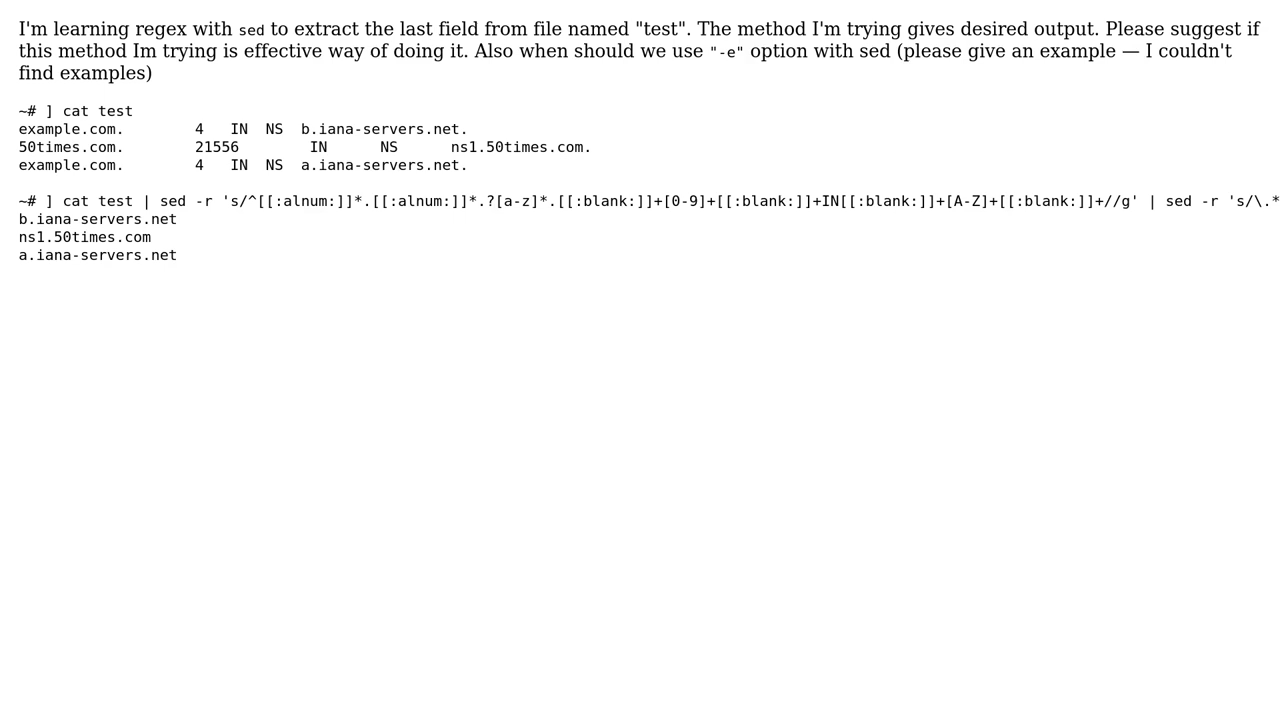 I'm learning regex with sed to extract the last field from file named "test". The method I'm trying gives desired output. Please suggest if
this method Im trying is effective way of doing it. Also when should we use "-e" option with sed (please give an example — I couldn't
find examples)
~# ] cat test
example.com.        4   IN  NS  b.iana-servers.net.
50times.com.        21556        IN      NS      ns1.50times.com.
example.com.        4   IN  NS  a.iana-servers.net.
~# ] cat test | sed -r 's/^[[:alnum:]]*.[[:alnum:]]*.?[a-z]*.[[:blank:]]+[0-9]+[[:blank:]]+IN[[:blank:]]+[A-Z]+[[:blank:]]+//g' | sed -r 's/\.*
b.iana-servers.net
ns1.50times.com
a.iana-servers.net